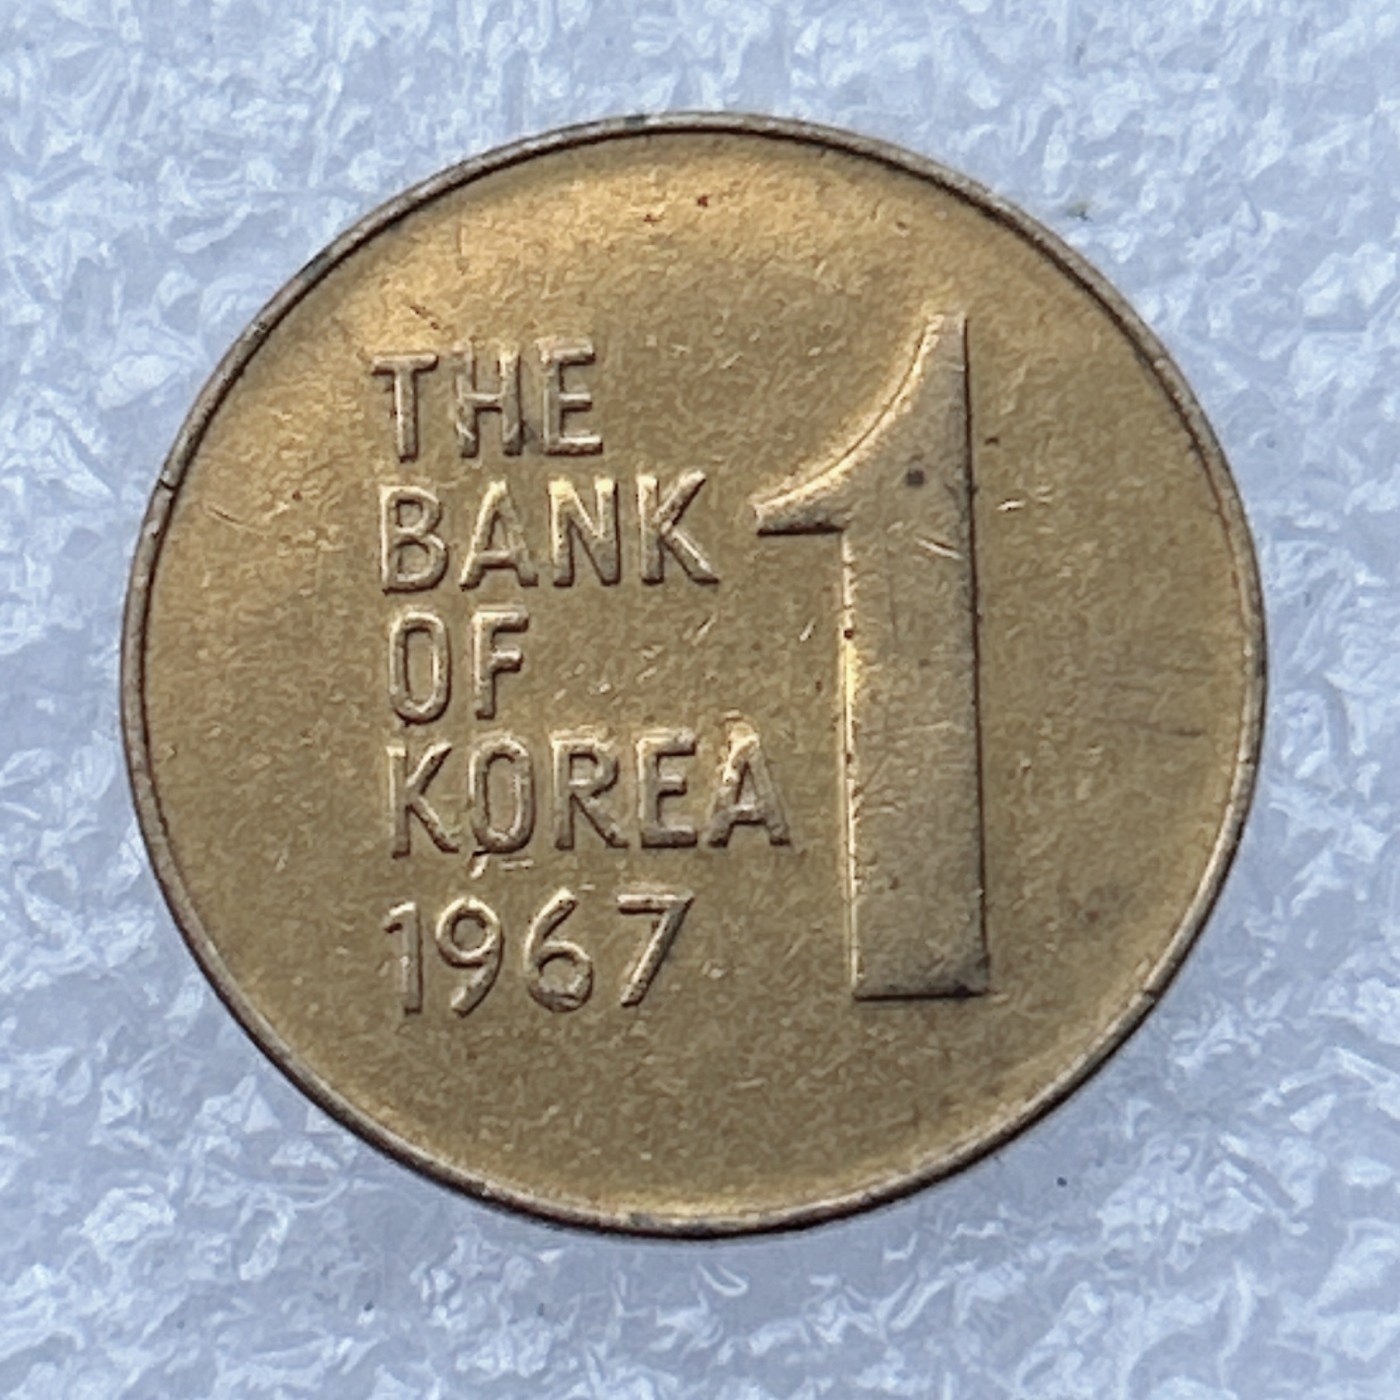 THE
BANK
OF
KOREA
1967
1